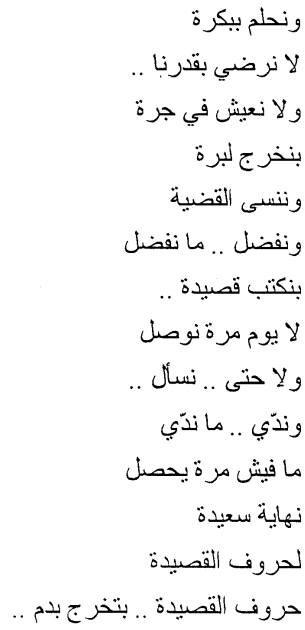 ونحلم ببكرة
لا نرضي بقدرنا ..
ولا نعيش في جرة
بنخرج لبرة
وننسى القضية
ونفضل .. ما نفضل
بنكتب قصيدة ..
لا يوم مرة نوصل
ولا حتى .. نسأل ..
وندّي .. ما ندّي
ما فيش مرة يحصل
نهاية سعيدة
لحروف القصيدة
حروف القصيدة .. بتخرج بدم ..